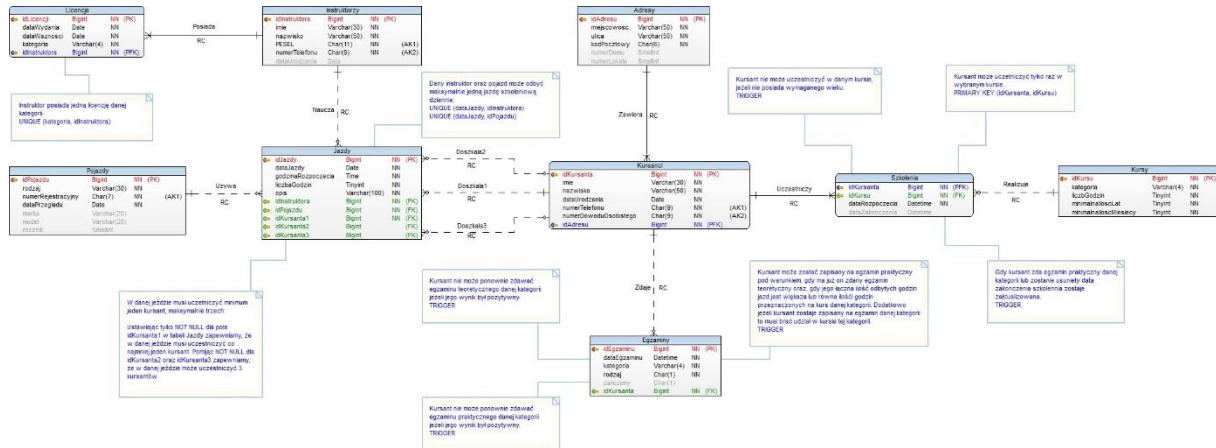 Licencje
idLicencji Bigint NN (PK)
dataWydania Date NN
dataWaznosci Date NN
kategoria Varchar(4) NN
idInstruktora Bigint NN (PFK)
Posiada
RC
Instruktorzy
idInstruktora Bigint NN (PK)
imie Varchar(30) NN
nazwisko Varchar(50) NN
PESEL Char(11) NN (AK1)
numerTelefonu Char(9) NN (AK2)
dataUrodzenia Date
Adresy
idAdresu Bigint NN (PK)
miejscowosc Varchar(50) NN
ulica Varchar(50) NN
kodPocztowy Char(6) NN
numerDomu Smallint
numerLokalu Smallint
Instruktor posiada jedną licencję danej
kategorii.
UNIQUE (kategoria, idInstruktora)
Naucza
RC
Dany instruktor oraz pojazd może odbyć
maksymalnie jedną jazdę szkoleniową
dziennie:
UNIQUE (dataJazdy, idInstruktora)
UNIQUE (dataJazdy, idPojazdu)
Zawiera
RC
Kursant nie może uczestniczyć w danym kursie,
jeżeli nie posiada wymaganego wieku.
TRIGGER
Kursant może uczetniczyć tylko raz w
wybranym kursie.
PRIMARY KEY (idKursanta, idKursu)
Pojazdy
idPojazdu Bigint NN (PK)
rodzaj Varchar(30) NN
numerRejestracyjny Char(7) NN (AK1)
dataPrzegladu Date NN
marka Varchar(20)
model Varchar(20)
rocznik Smallint
Uzywa
RC
Jazdy
idJazdy Bigint NN (PK)
dataJazdy Date NN
godzinaRozpoczecia Time NN
liczbaGodzin Tinyint NN
opis Varchar(100) NN
idInstruktora Bigint NN (FK)
idPojazdu Bigint NN (FK)
idKursanta1 Bigint NN (FK)
idKursanta2 Bigint (FK)
idKursanta3 Bigint (FK)
Doszkala2
RC
Doszkala1
RC
Doszkala3
RC
Kursanci
idKursanta Bigint NN (PK)
imie Varchar(30) NN
nazwisko Varchar(50) NN
dataUrodzenia Date NN
numerTelefonu Char(9) NN (AK1)
numerDowoduOsobistego Char(9) NN (AK2)
idAdresu Bigint NN (PFK)
Uczestniczy
RC
Szkolenia
idKursanta Bigint NN (PFK)
idKursu Bigint NN (FK)
dataRozpoczecia Datetime NN
dataZakonczenia Datetime
Realizuje
RC
Kursy
idKursu Bigint NN (PK)
kategoria Varchar(4) NN
liczbGodzin Tinyint NN
minimalnaIloscLat Tinyint NN
minimalnaIloscMiesiecy Tinyint NN
W danej jeździe musi uczetniczyć minimum
jeden kursant, maksymalnie trzech:
Ustawiając tylko NOT NULL dla pola
idKursanta1 w tabeli Jazdy zapewniamy, że
w danej jeździe musi uczestniczyć co
najmniej jeden kursant. Pomijąc NOT NULL dla
idKursanta2 oraz idKursanta3 zapewniamy,
że w danej jeździe może uczestniczyć 3
kursantów.
Kursant nie może ponownie zdawać
egzaminu teoretycznego danej kategorii
jeżeli jego wynik był pozytywny.
TRIGGER
Zdaje
RC
Kursant może zostać zapisany na egzamin praktyczny
pod warunkiem, gdy ma już on zdany egzamin
teoretyczny oraz, gdy jego łączna ilość odbytych godzin
jazd jest większa lub równa ilości godzin
przeznaczonych na kurs danej kategorii. Dodatkowo
jeżeli kursant zostaje zapisany na egzamin danej kategorii
to musi brać udział w kursie tej kategorii.
TRIGGER
Gdy kursant zda egzamin praktyczny danej
kategorii lub zostanie usunięty data
zakończenia szkolennia zostaje
zaktualizowana.
TRIGGER
Egzaminy
idEgzaminu Bigint NN (PK)
dataEgzaminu Datetime NN
kategoria Varchar(4) NN
rodzaj Char(1) NN
zaliczony Char(1)
idKursanta Bigint NN (FK)
Kursant nie może ponownie zdawać
egzaminu praktycznego danej kategorii
jeżeli jego wynik był pozytywny.
TRIGGER